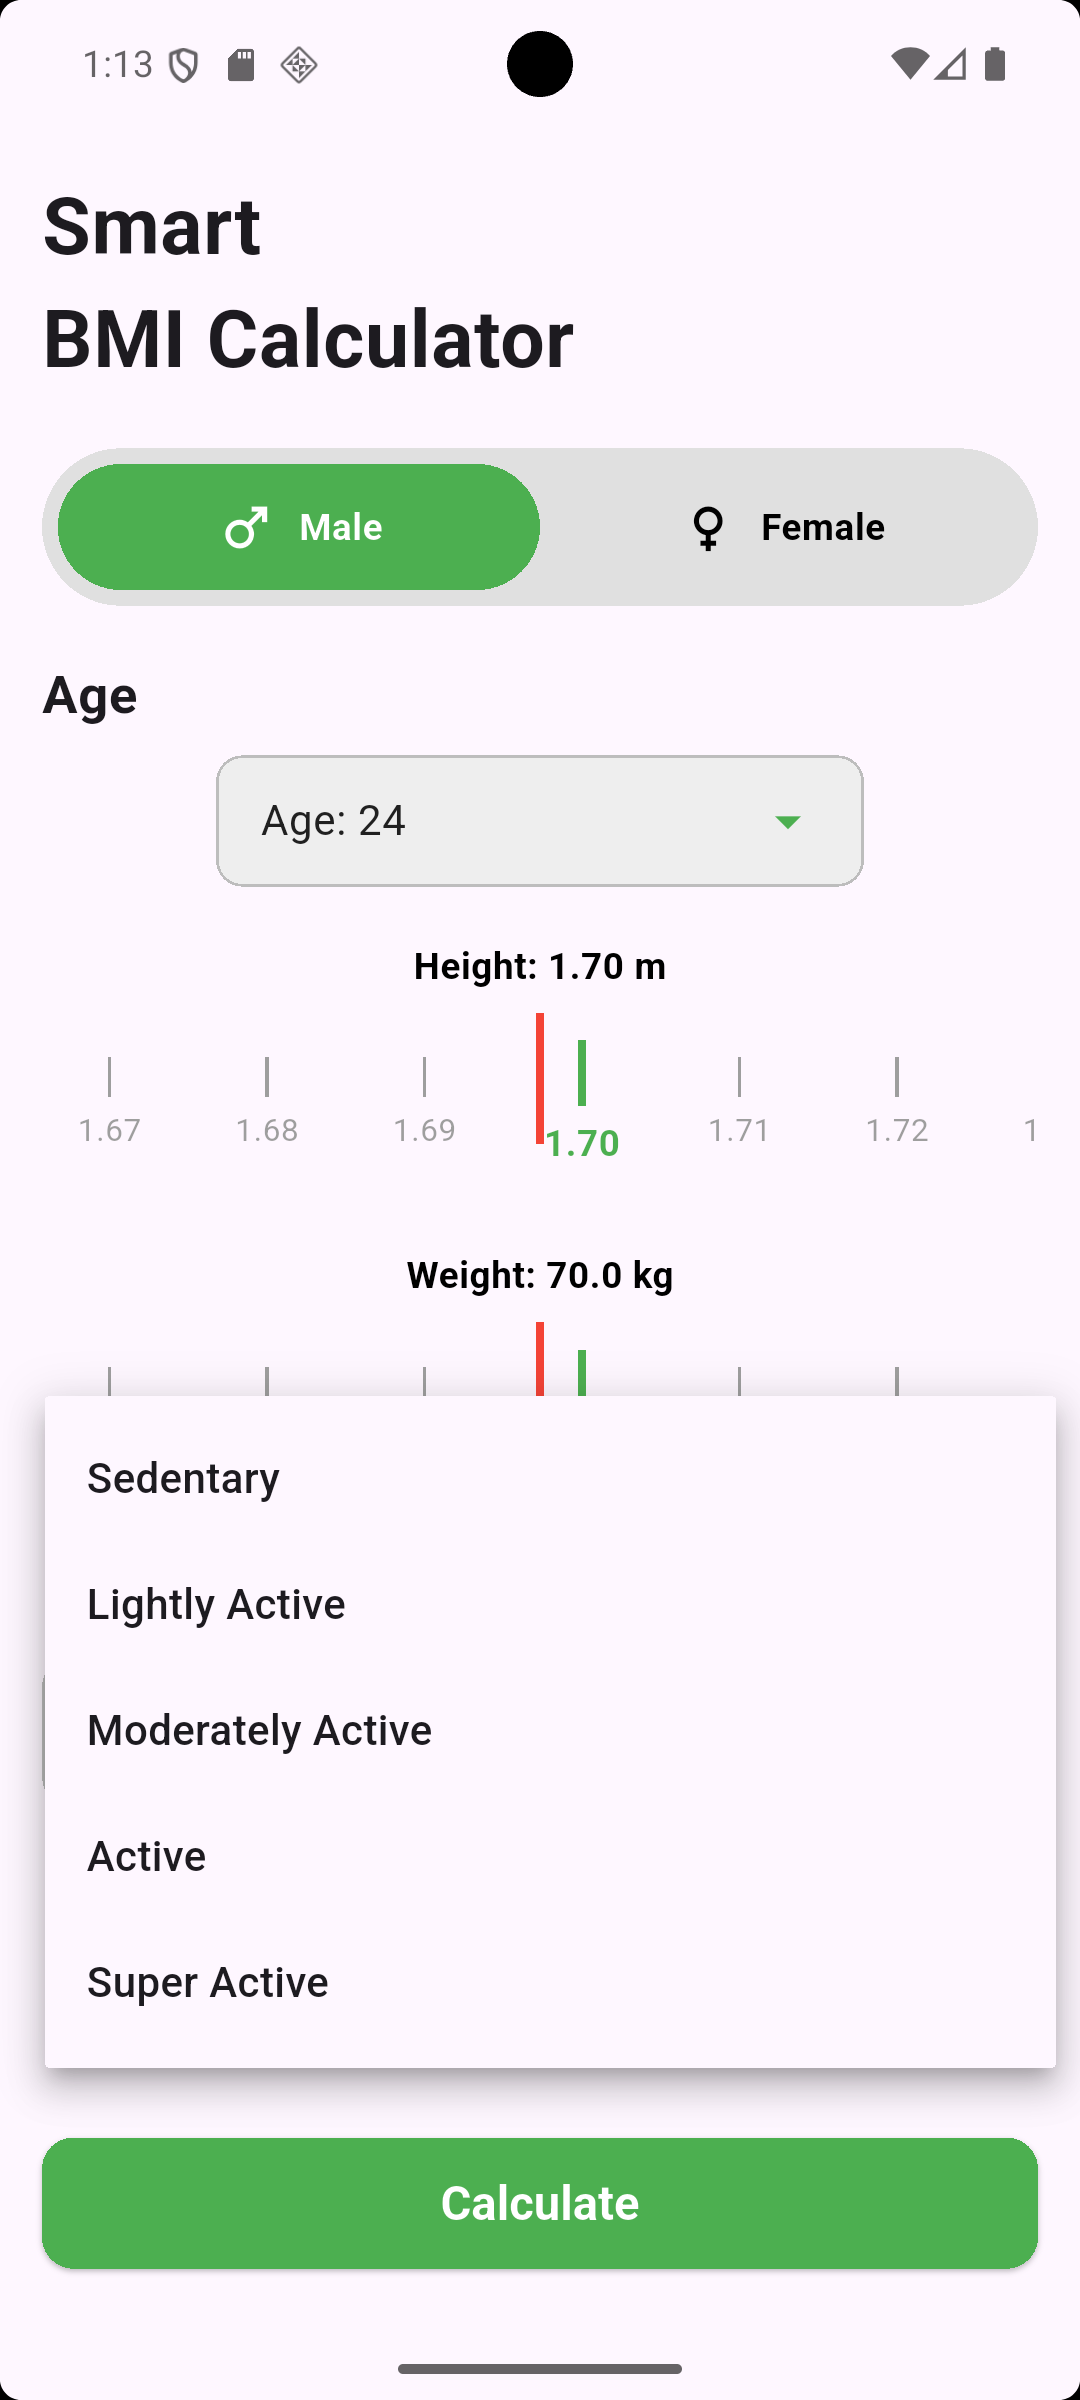 1:13
Smart
BMI Calculator
Male Female
Age
Age: 24
Height: 1.70 m
1.67 1.68 1.69 1.70 1.71 1.72 1
Weight: 70.0 kg
Sedentary
Lightly Active
Moderately Active
Active
Super Active
Calculate